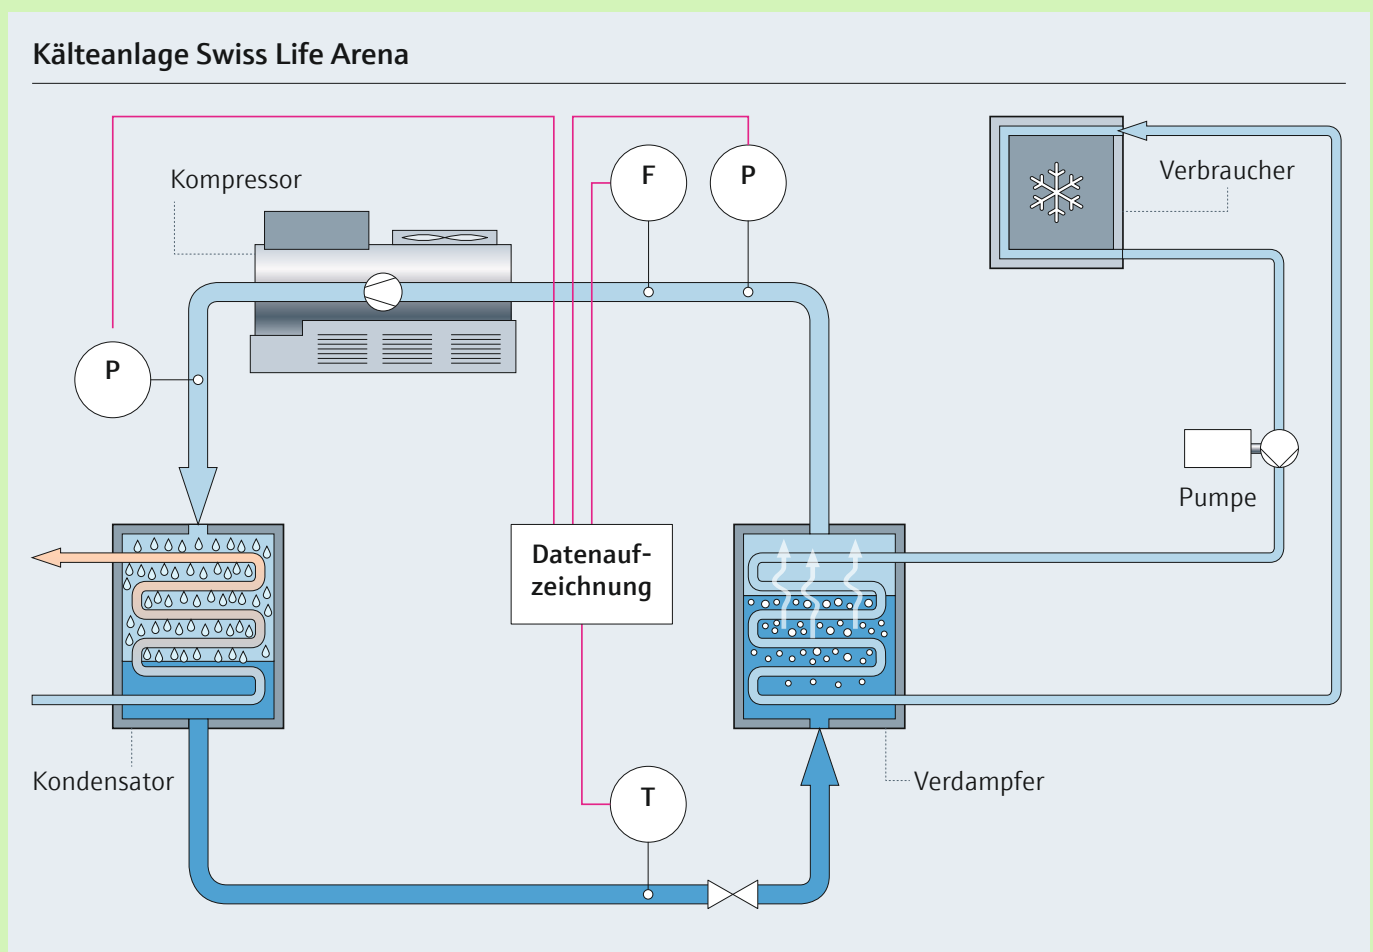 Kälteanlage Swiss Life Arena
Kompressor
F
P
Verbraucher
P
Pumpe
Datenauf-
zeichnung
Kondensator
T
Verdampfer